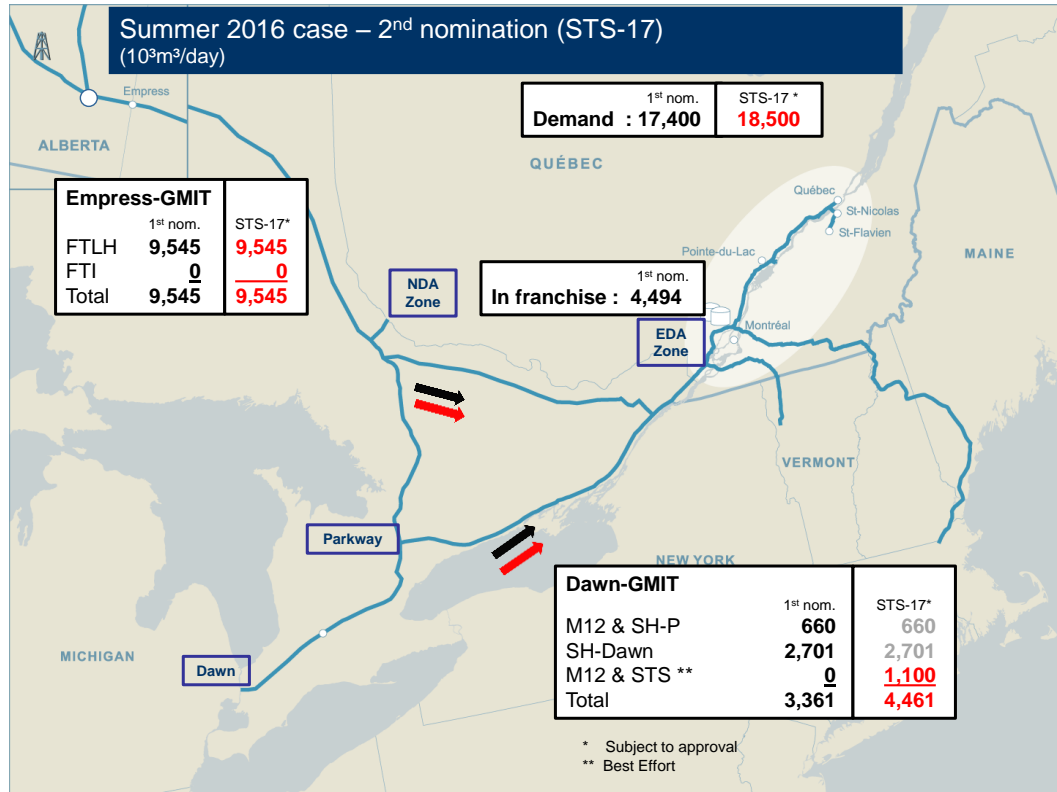 Summer 2016 case – 2nd nomination (STS-17)
(10³m³/day)
Empress
ALBERTA
1st nom. STS-17 *
Demand : 17,400 18,500
QUÉBEC
Empress-GMIT
1st nom. STS-17*
FTLH 9,545 9,545
FTI 0 0
Total 9,545 9,545
Québec
St-Nicolas
St-Flavien
Pointe-du-Lac
MAINE
NDA
Zone
1st nom.
In franchise : 4,494
Montréal
EDA
Zone
VERMONT
Parkway
NEW YORK
Dawn-GMIT
1st nom. STS-17*
M12 & SH-P 660 660
SH-Dawn 2,701 2,701
M12 & STS ** 0 1,100
Total 3,361 4,461
MICHIGAN
Dawn
* Subject to approval
** Best Effort